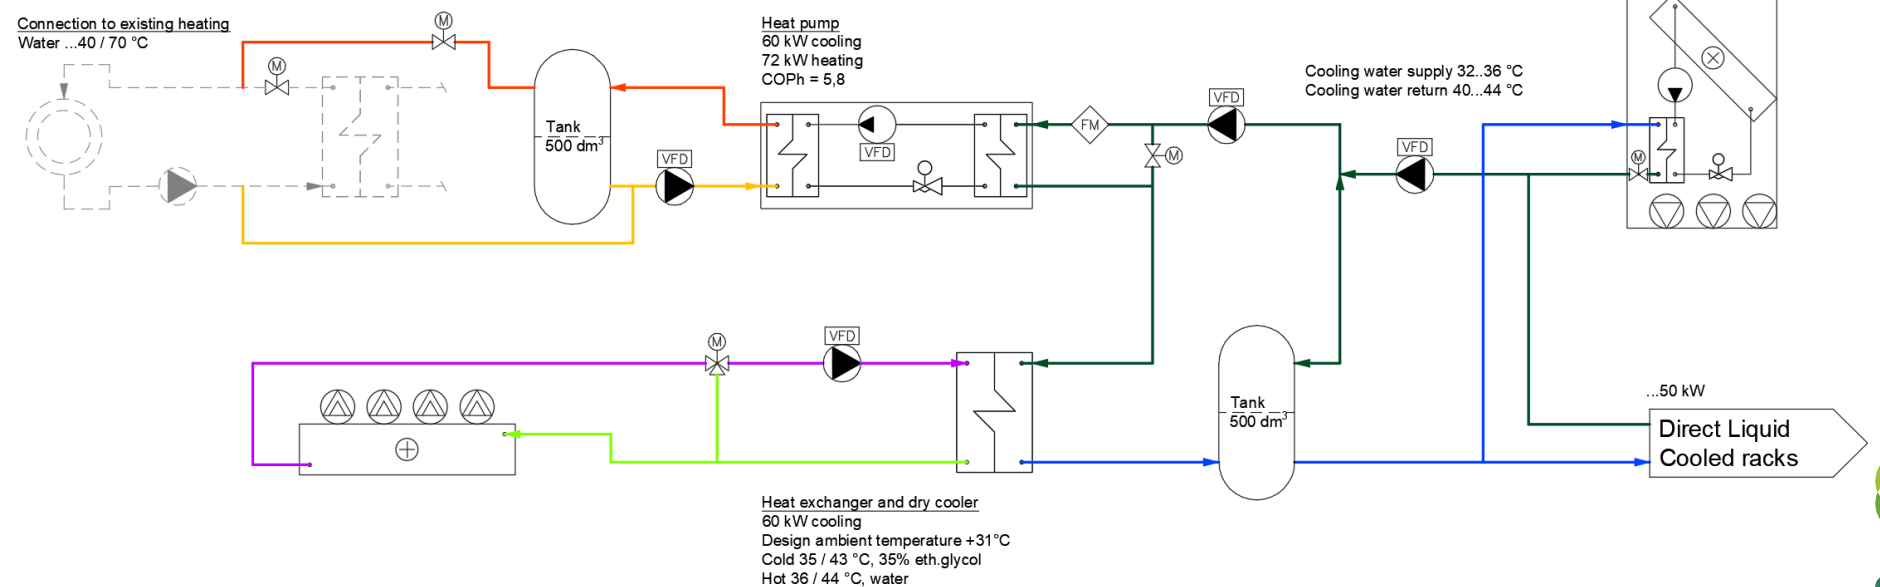 Connection to existing heating
Water ...40 / 70 °C
M
M
Tank
500 dm³
VFD
Heat pump
60 kW cooling
72 kW heating
COPh = 5,8
VFD
FM
M
VFD
Cooling water supply 32..36 °C
Cooling water return 40...44 °C
VFD
M
M
VFD
Heat exchanger and dry cooler
60 kW cooling
Design ambient temperature +31°C
Cold 35 / 43 °C, 35% eth.glycol
Hot 36 / 44 °C, water
Tank
500 dm³
...50 kW
Direct Liquid
Cooled racks